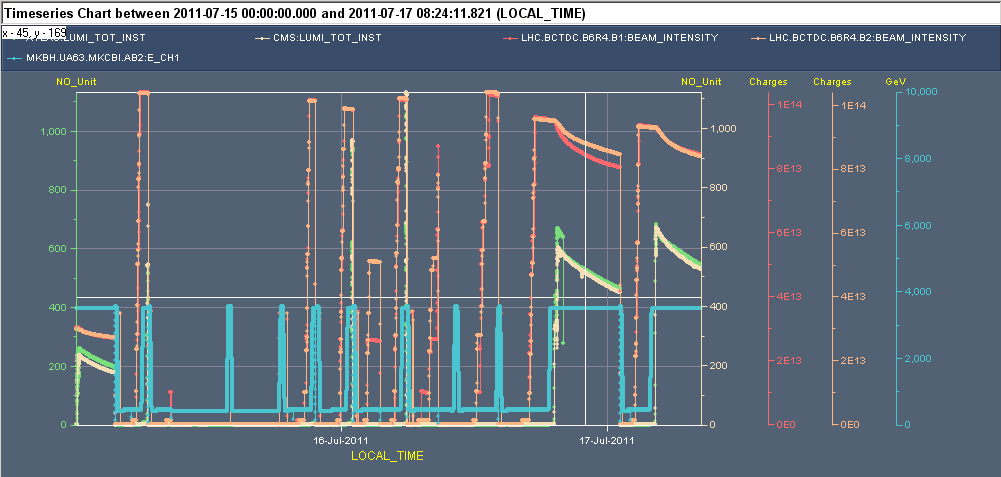 Timeseries Chart between 2011-07-15 00:00:00.000 and 2011-07-17 08:24:11.821 (LOCAL_TIME)
x - 45, y - 169
LUMI_TOT_INST CMS:LUMI_TOT_INST LHC.BCTDC.B6R4.B1:BEAM_INTENSITY LHC.BCTDC.B6R4.B2:BEAM_INTENSITY
MKBH.UA63.MKCBI.AB2:E_CH1
NO_Unit NO_Unit Charges Charges GeV
10,000
1E14 1E14
1,000 1,000
8E13 8E13 8,000
800 800
6E13 6E13 6,000
600 600
400 400 4E13 4E13 4,000
200 200 2E13 2E13 2,000
0 0 0E0 0E0 0
16-Jul-2011 17-Jul-2011
LOCAL_TIME